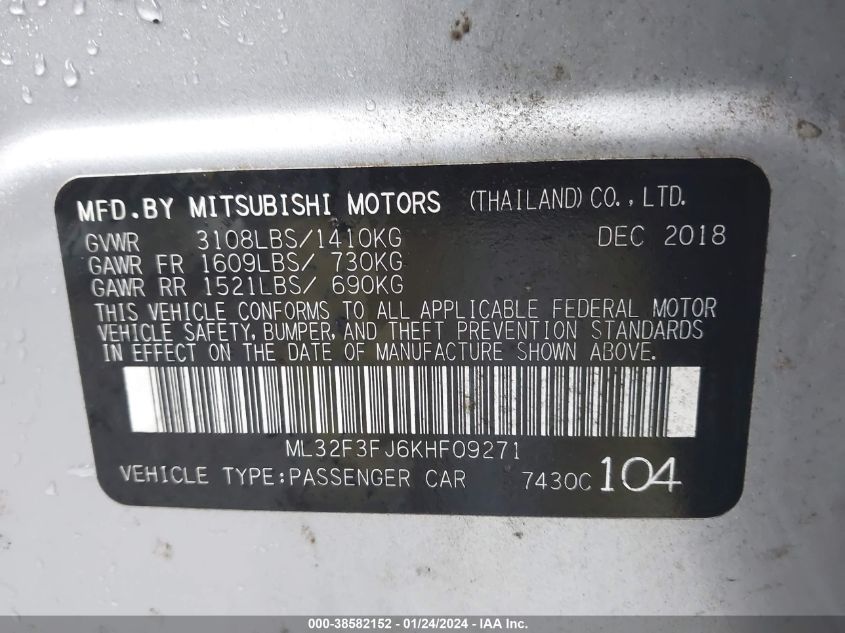 MFD.BY MITSUBISHI MOTORS (THAILAND) CO., LTD.
GVWR 3108LBS/1410KG DEC 2018
GAWR FR 1609LBS/ 730KG
GAWR RR 1521LBS/ 690KG
THIS VEHICLE CONFORMS TO ALL APPLICABLE FEDERAL MOTOR
VEHICLE SAFETY, BUMPER, AND THEFT PREVENTION STANDARDS
IN EFFECT ON THE DATE OF MANUFACTURE SHOWN ABOVE.
ML32F3FJ6KHF09271
VEHICLE TYPE:PASSENGER CAR 7430C 104
000-38582152 - 01/24/2024 - IAA Inc.